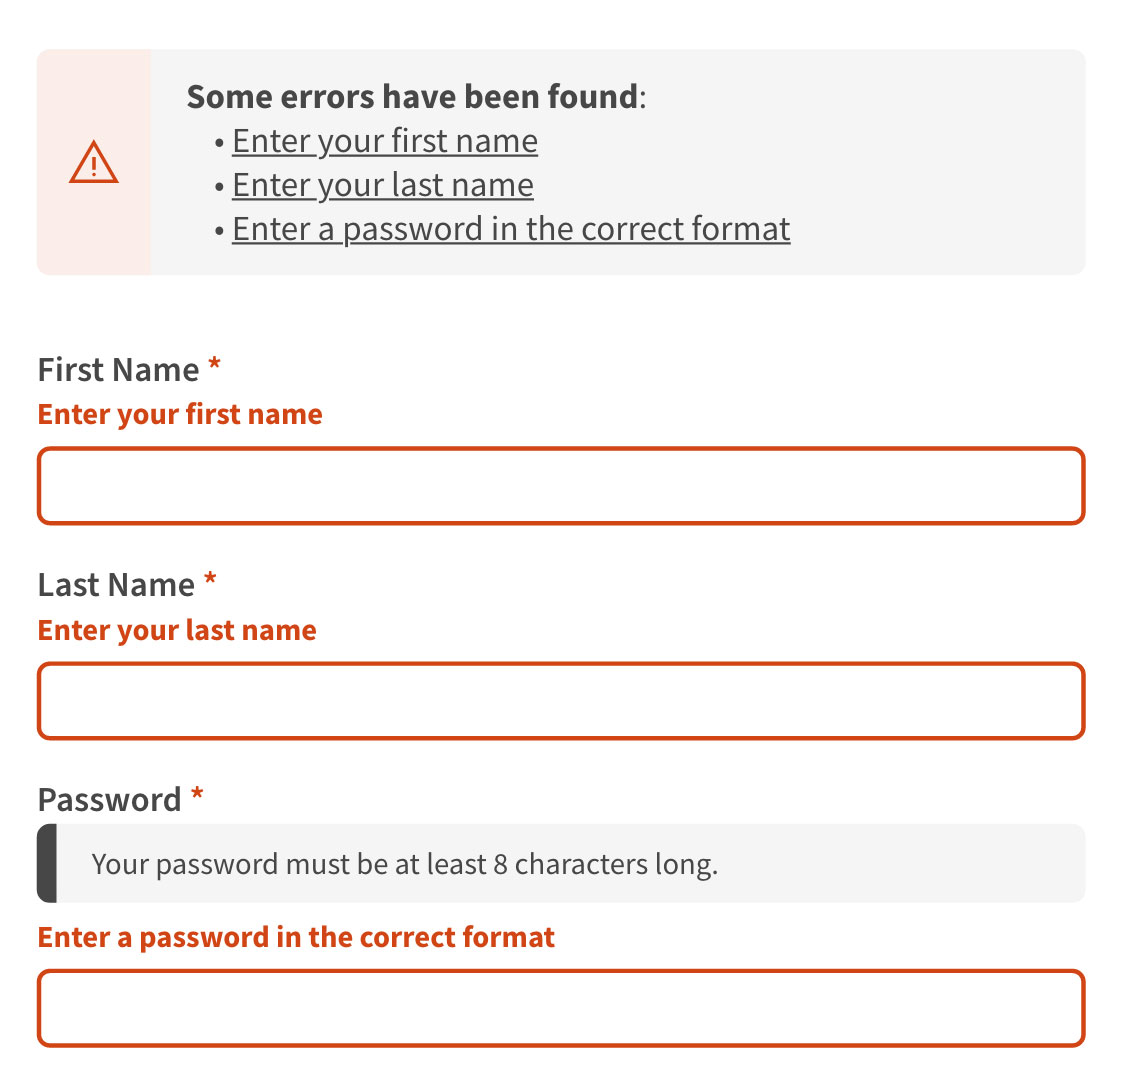 Some errors have been found:
• Enter your first name
• Enter your last name
• Enter a password in the correct format
First Name *
Enter your first name
Last Name *
Enter your last name
Password *
Your password must be at least 8 characters long.
Enter a password in the correct format